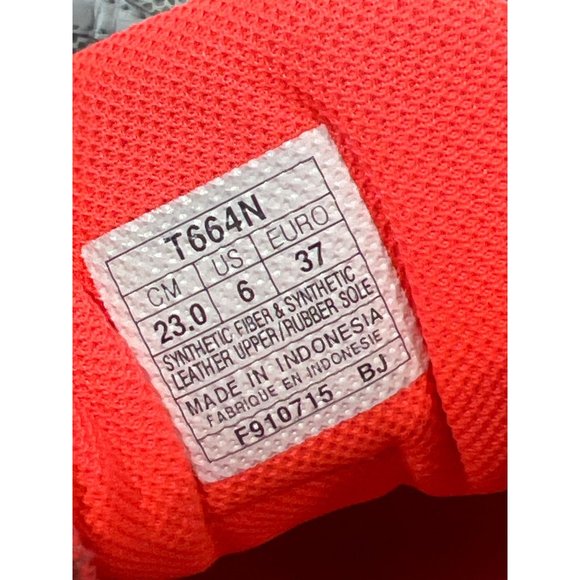 T664N
CM US EURO
23.0 6 37
SYNTHETIC FIBER & SYNTHETIC
LEATHER UPPER/RUBBER SOLE
MADE IN INDONESIA
FABRIQUE EN INDONESIE
F910715 BJ